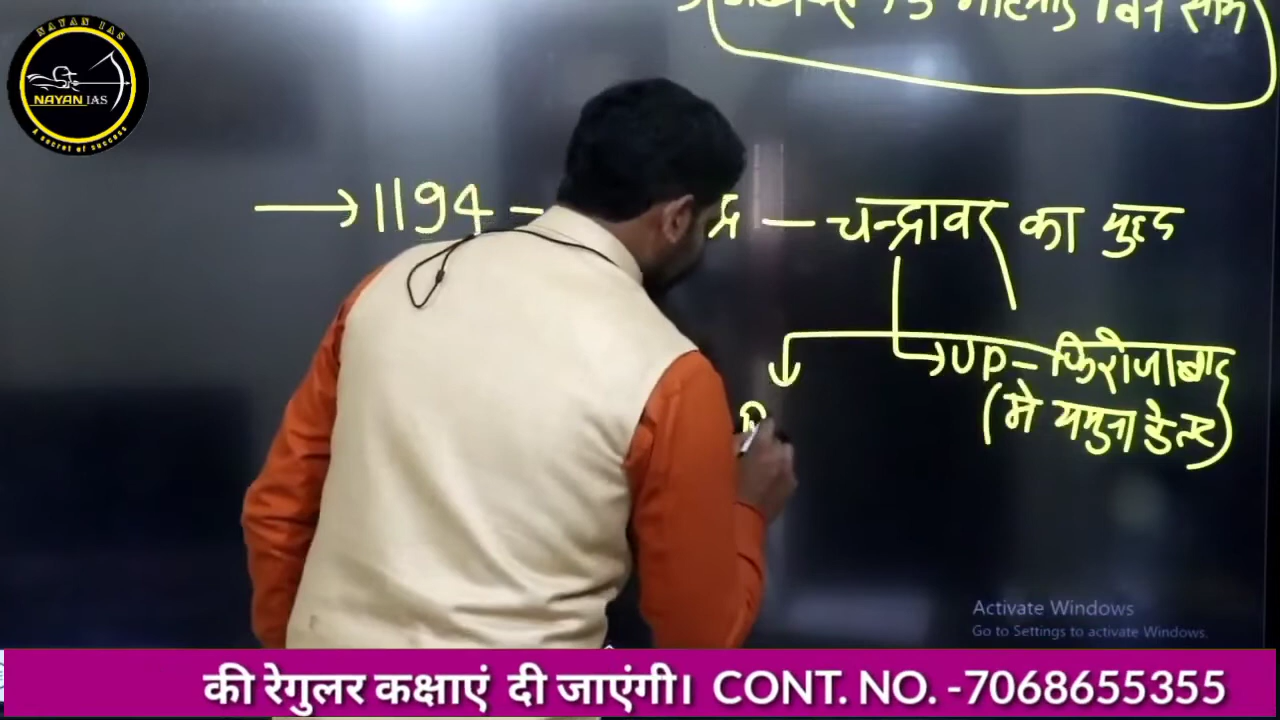 NAYAN IAS
NAYAN IAS
A secret of success
→ 1194 - द्र - चन्द्रावर का युद्ध
→ UP - फिरोजाबाद
(मे यमुना डेल्टा)
Activate Windows
Go to Settings to activate Windows.
की रेगुलर कक्षाएं दी जाएंगी। CONT. NO. -7068655355